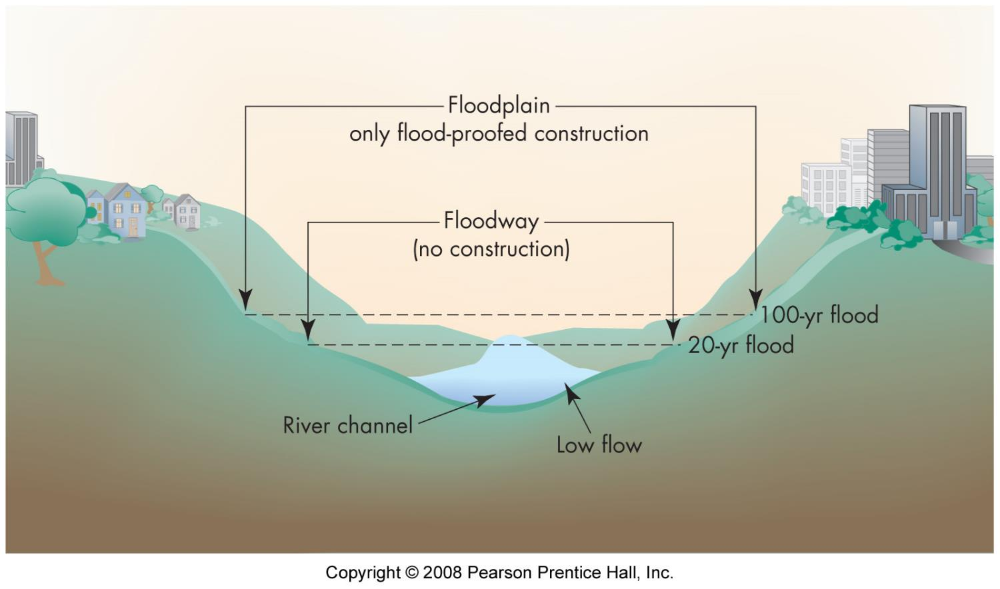 Floodplain
only flood-proofed construction
Floodway
(no construction)
100-yr flood
20-yr flood
River channel
Low flow
Copyright © 2008 Pearson Prentice Hall, Inc.